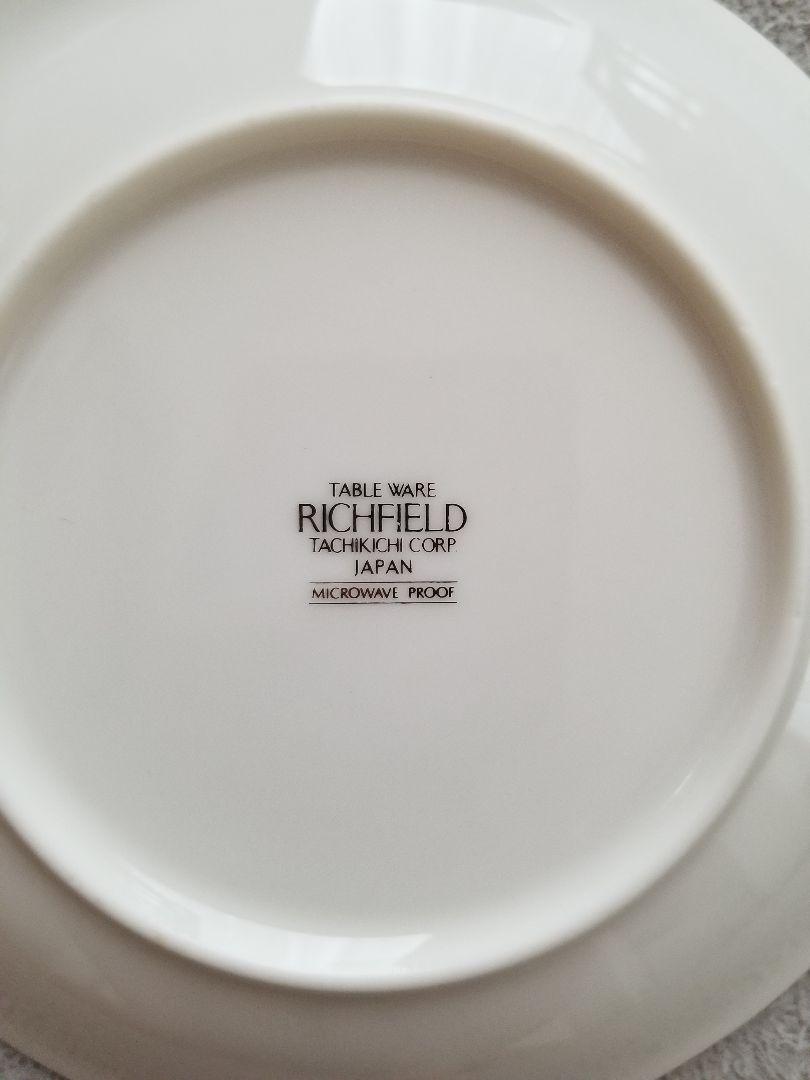 TABLE WARE
RICHFIELD
TACHIKICHI CORP.
JAPAN
MICROWAVE PROOF